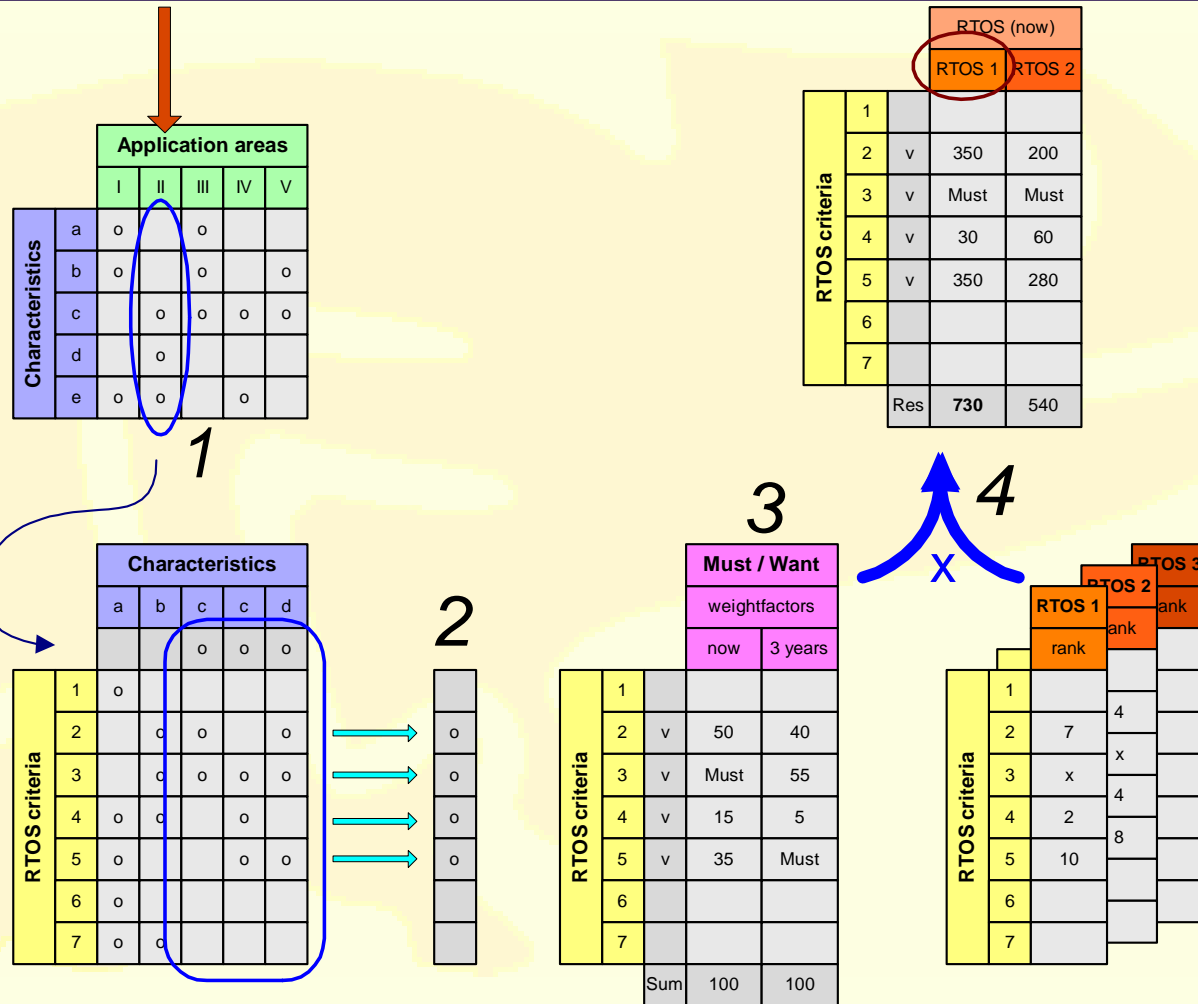 Application areas
I II III IV V
Characteristics
a o o
b o o o
c o o o o
d o
e o o o
1
RTOS (now)
RTOS 1 RTOS 2
RTOS criteria
1
2 v 350 200
3 v Must Must
4 v 30 60
5 v 350 280
6
7
Res 730 540
Characteristics
a b c c d
o o o
RTOS criteria
1 o
2 o o o
3 o o o o
4 o o o
5 o o o
6 o
7 o o
2
o
o
o
o
3
Must / Want
weightfactors
now 3 years
RTOS criteria
1
2 v 50 40
3 v Must 55
4 v 15 5
5 v 35 Must
6
7
Sum 100 100
4
x
RTOS 1
rank
RTOS criteria
1
2 7
3 x
4 2
5 10
6
7
RTOS 2
ank
4
x
4
8
RTOS 3
ank